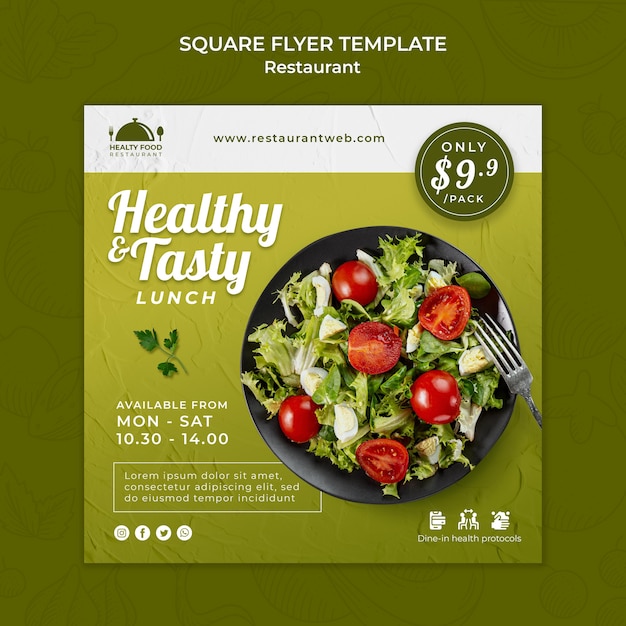 SQUARE FLYER TEMPLATE
Restaurant
HEALTY FOOD
RESTAURANT
www.restaurantweb.com
ONLY
$9.9
/PACK
Healthy
& Tasty
LUNCH
AVAILABLE FROM
MON - SAT
10.30 - 14.00
Lorem ipsum dolor sit amet,
consectetur adipiscing elit, sed
do eiusmod tempor incididunt
Dine-in health protocols